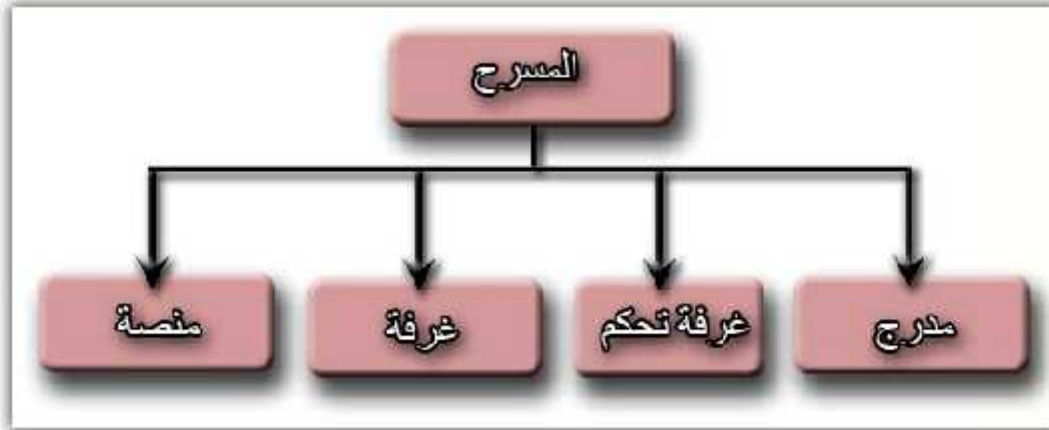 المسرح
مدرج
غرفة تحكم
غرفة
منصة